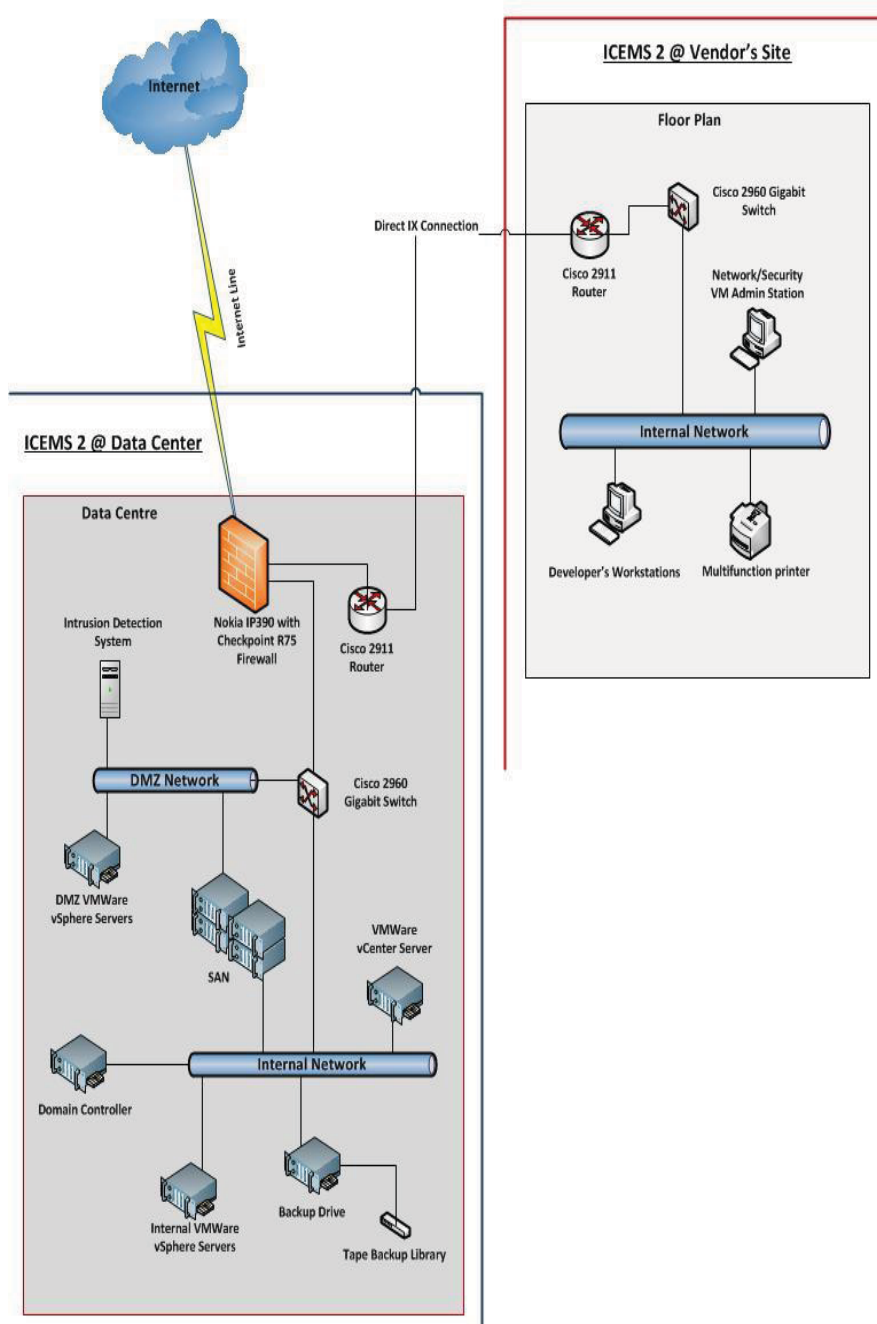 Internet
Internet Line
ICEMS 2 @ Vendor's Site
Floor Plan
Cisco 2960 Gigabit
Switch
Direct IX Connection
Cisco 2911
Router
Network/Security
VM Admin Station
Internal Network
Developer's Workstations
Multifunction printer
ICEMS 2 @ Data Center
Data Centre
Nokia IP390 with
Checkpoint R75
Firewall
Cisco 2911
Router
Intrusion Detection
System
DMZ Network
Cisco 2960
Gigabit Switch
DMZ VMWare
vSphere Servers
SAN
VMWare
vCenter Server
Internal Network
Domain Controller
Internal VMWare
vSphere Servers
Backup Drive
Tape Backup Library